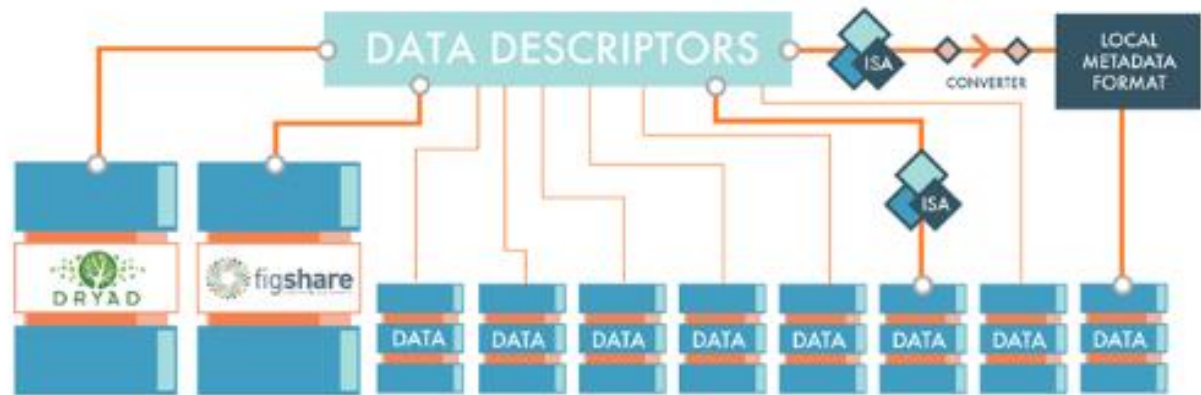 DATA DESCRIPTORS
ISA
CONVERTER
LOCAL
METADATA
FORMAT
ISA
DRYAD
figshare
DATA
DATA
DATA
DATA
DATA
DATA
DATA
DATA